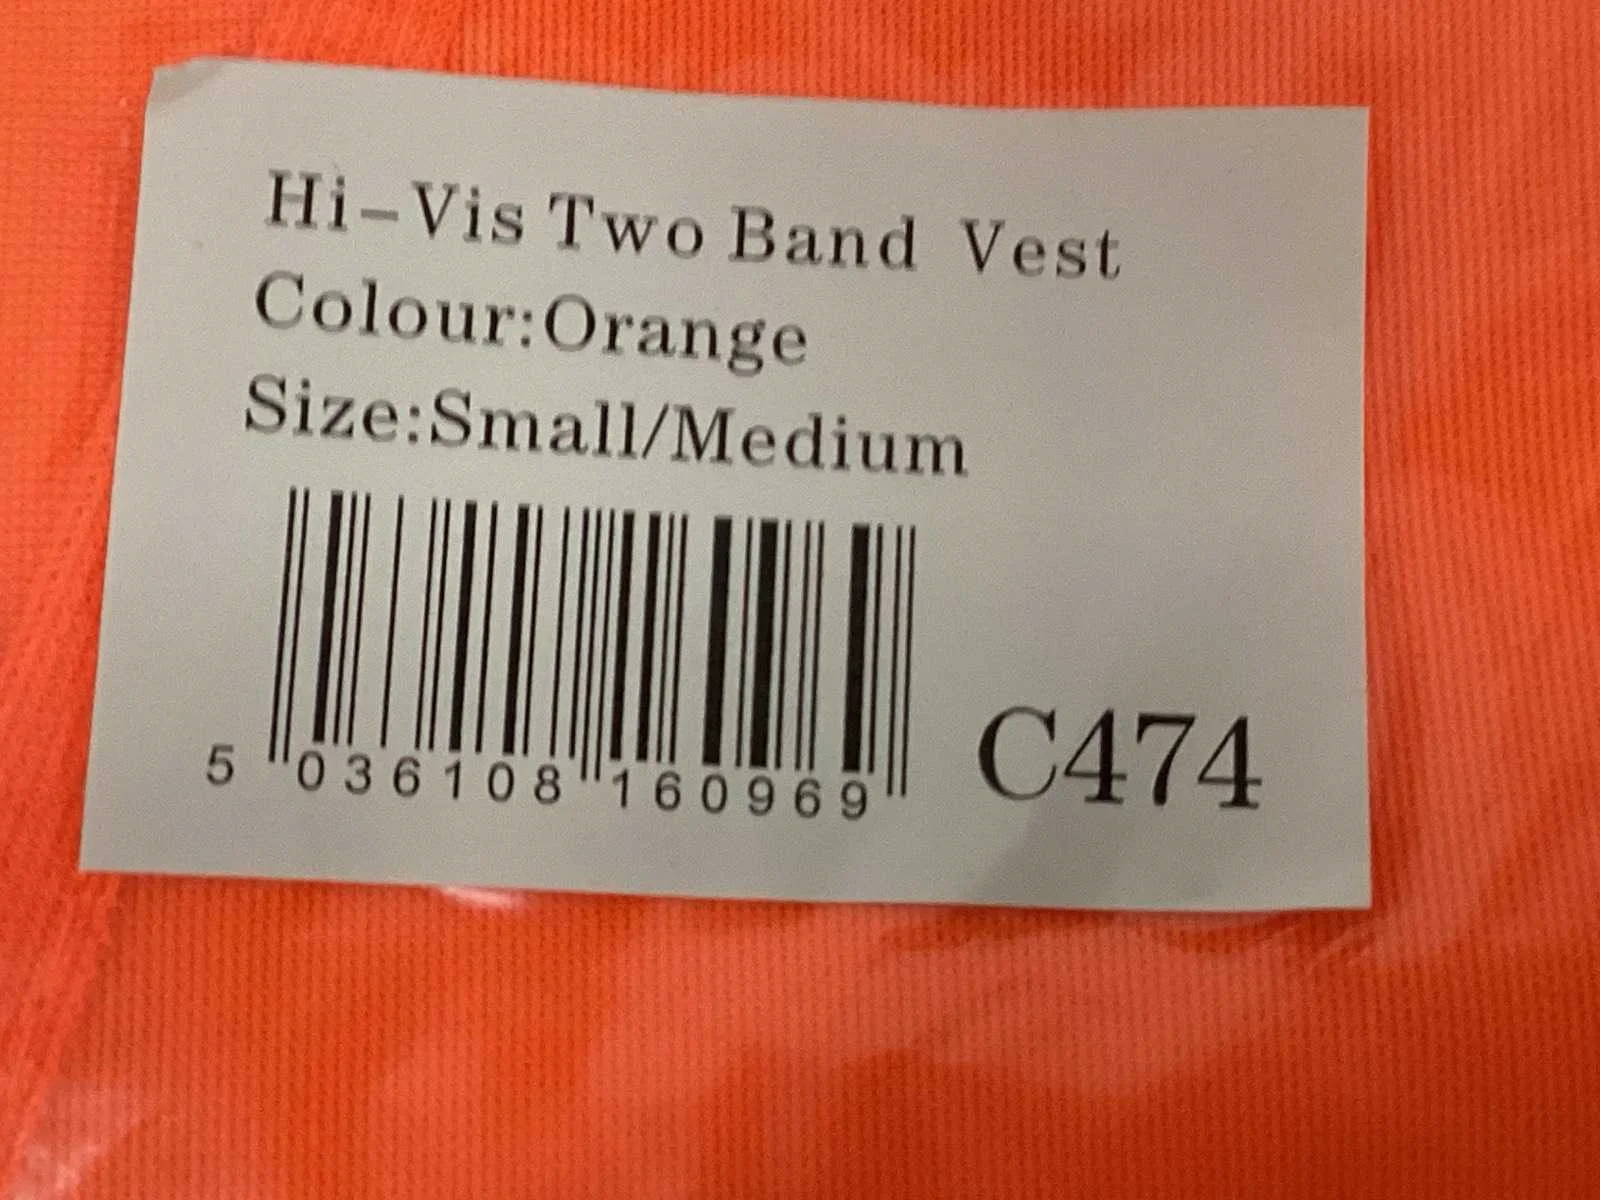 Hi-Vis Two Band Vest
Colour:Orange
Size:Small/Medium
5 036108 160969
C474